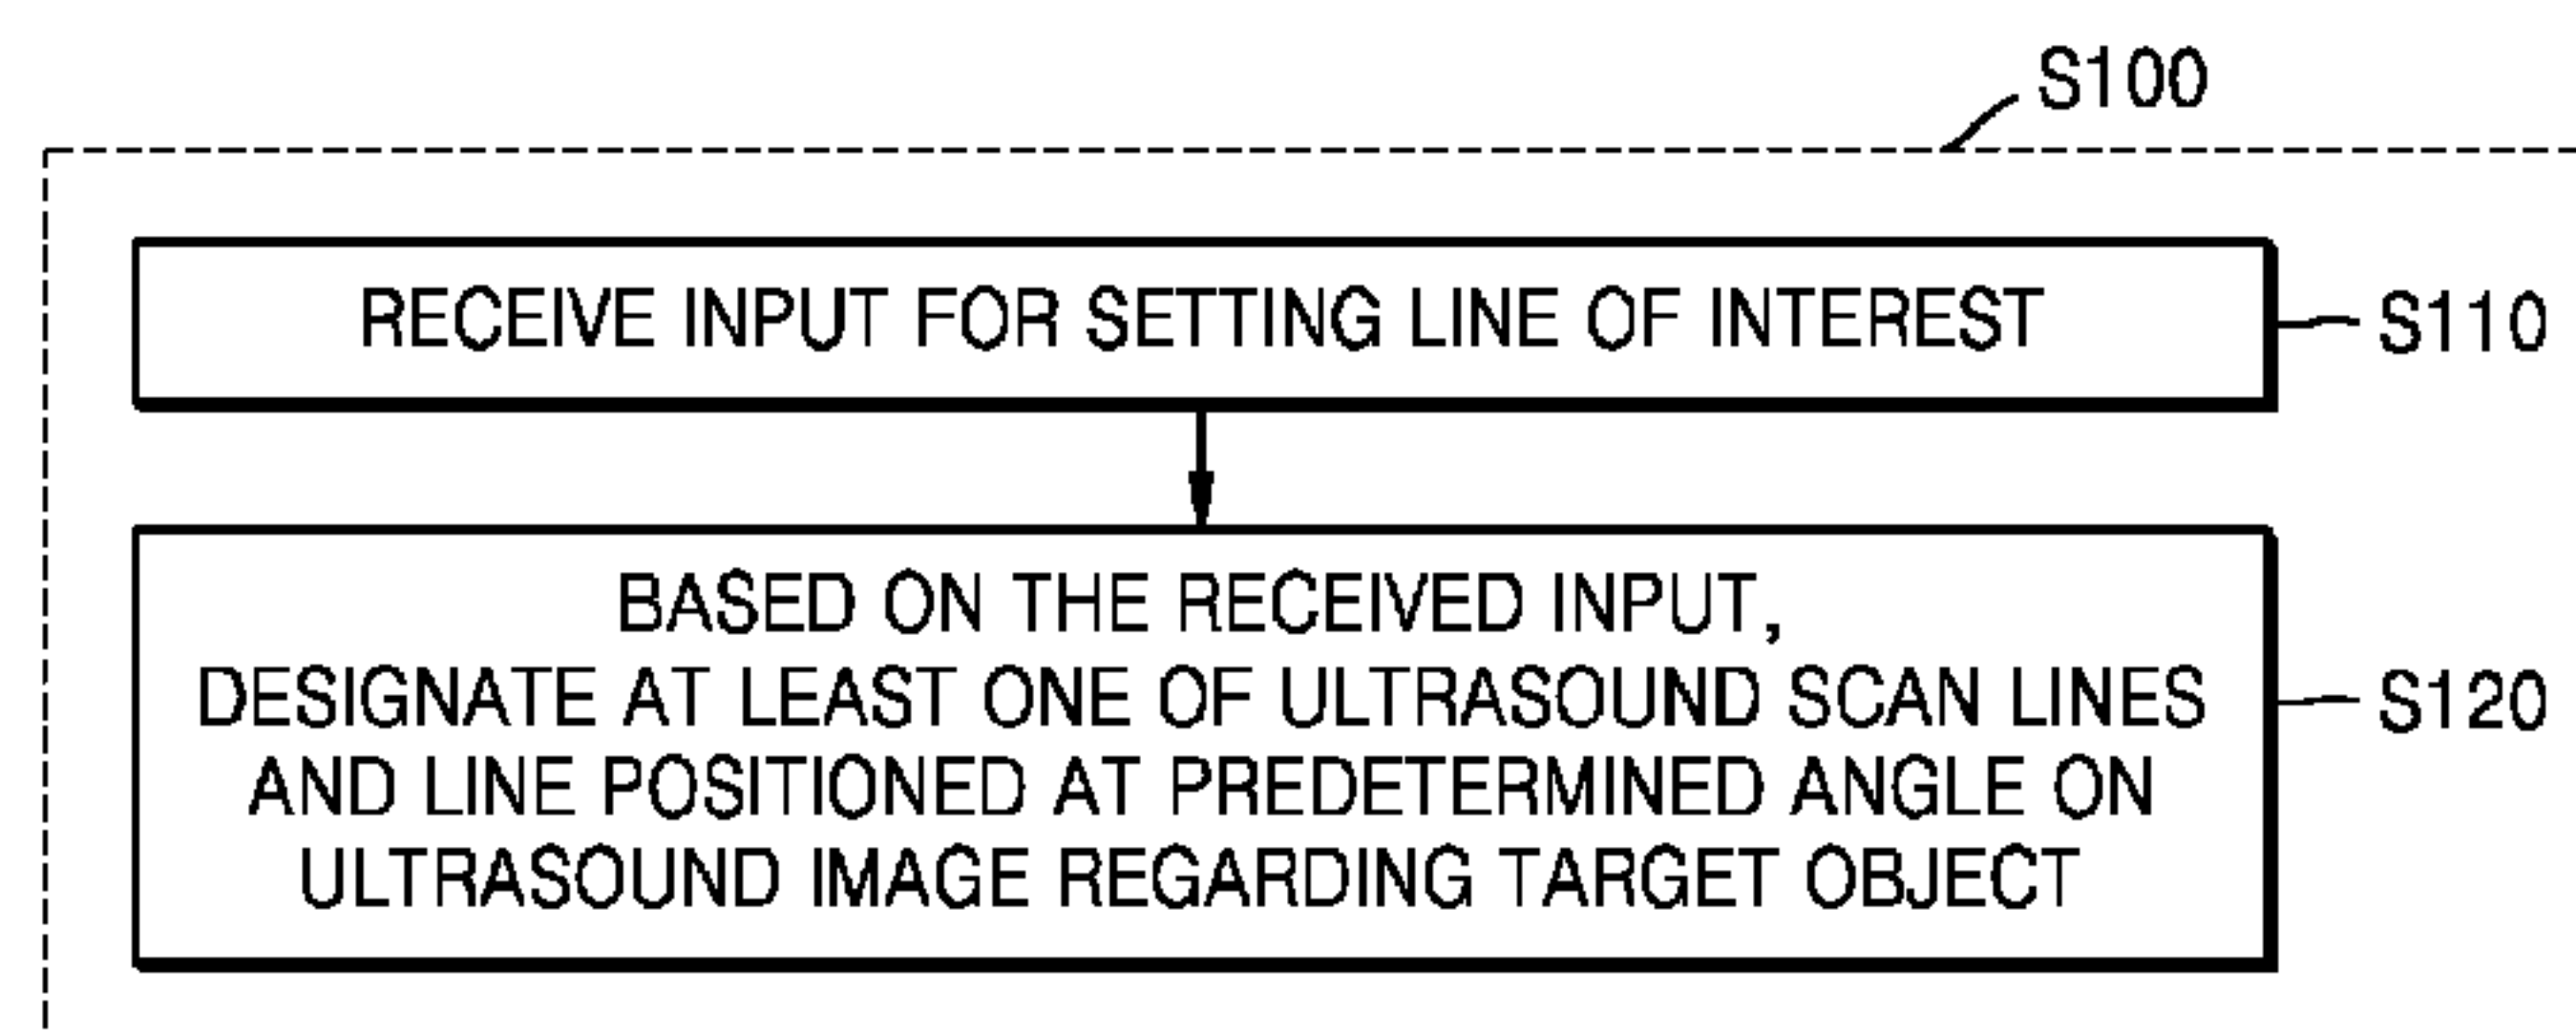 S100
RECEIVE INPUT FOR SETTING LINE OF INTEREST
S110
BASED ON THE RECEIVED INPUT,
DESIGNATE AT LEAST ONE OF ULTRASOUND SCAN LINES
AND LINE POSITIONED AT PREDETERMINED ANGLE ON
ULTRASOUND IMAGE REGARDING TARGET OBJECT
S120